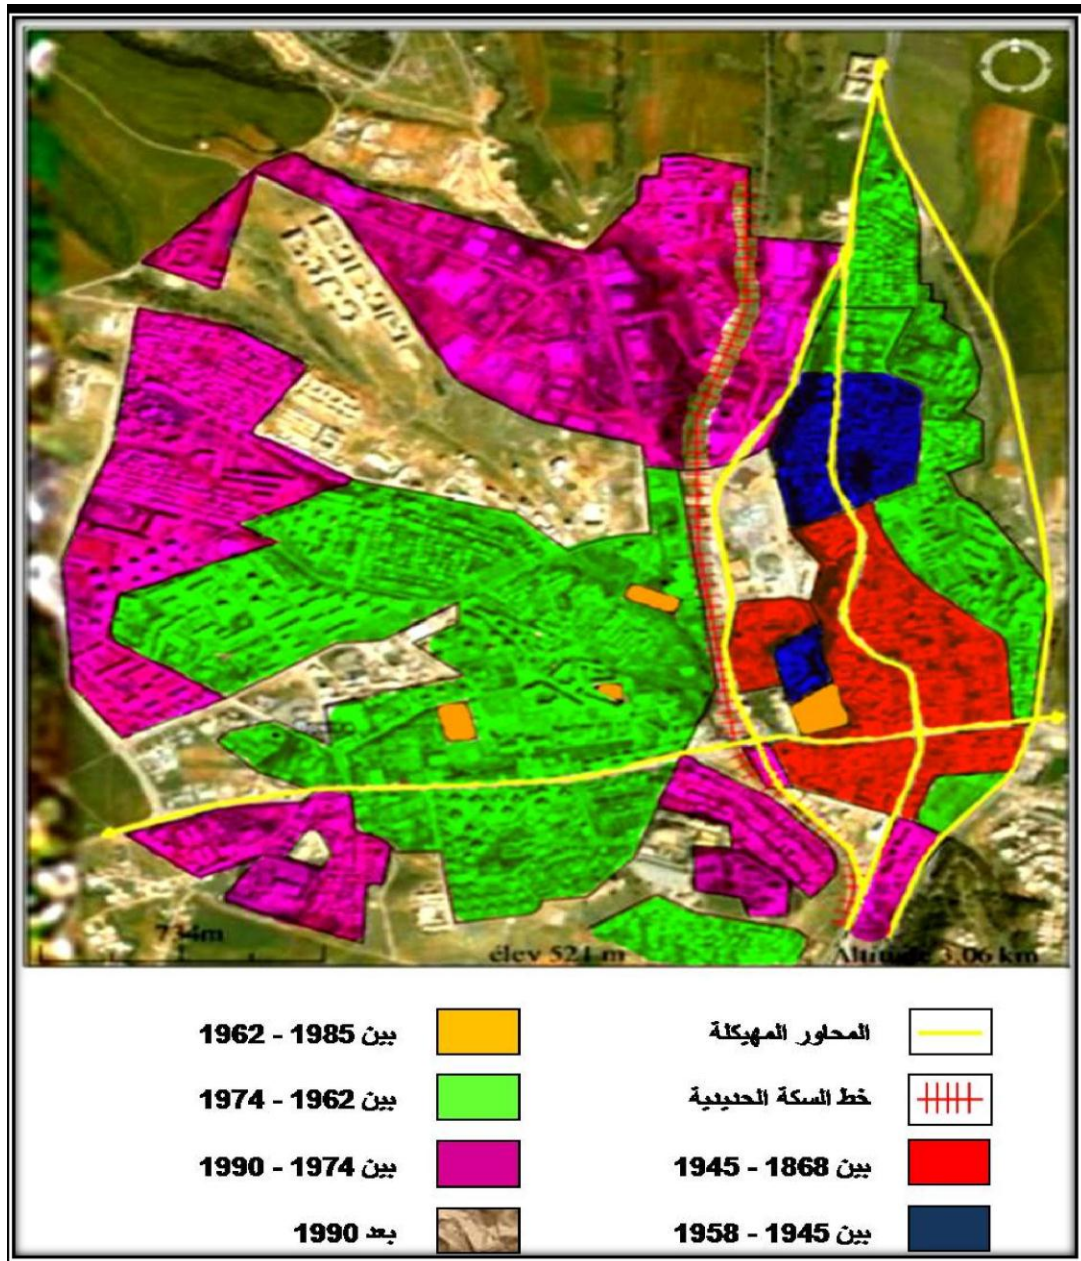 734m
élev 521 m
Altitude 3.06 km
المحاور المهيكلة
خط السكة الحديدية
بين 1868 - 1945
بين 1945 - 1958
بين 1985 - 1962
بين 1962 - 1974
بين 1974 - 1990
بعد 1990